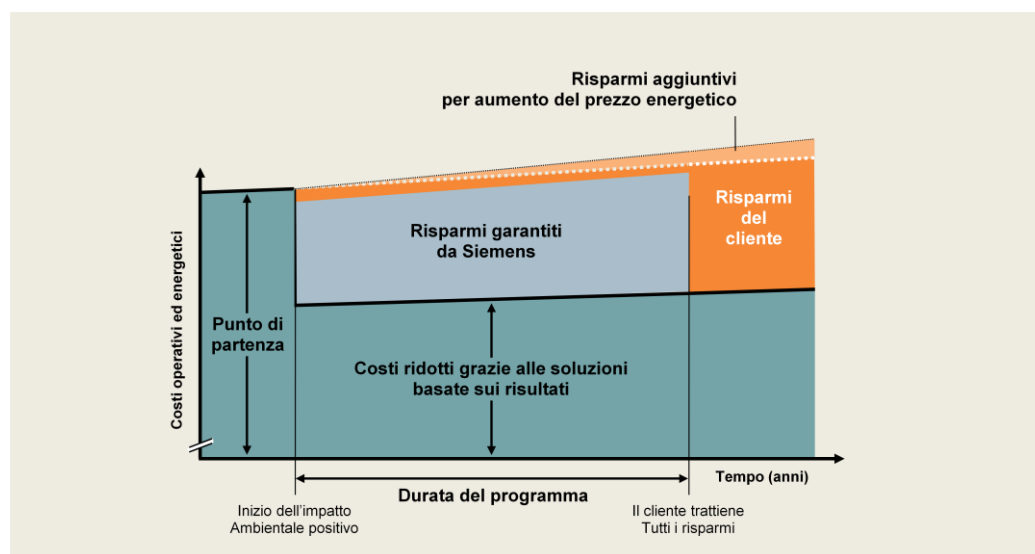 Risparmi aggiuntivi
per aumento del prezzo energetico
Costi operativi ed energetici
Risparmi garantiti
da Siemens
Risparmi
del
cliente
Punto di
partenza
Costi ridotti grazie alle soluzioni
basate sui risultati
Tempo (anni)
Durata del programma
Inizio dell'impatto
Ambientale positivo
Il cliente trattiene
Tutti i risparmi